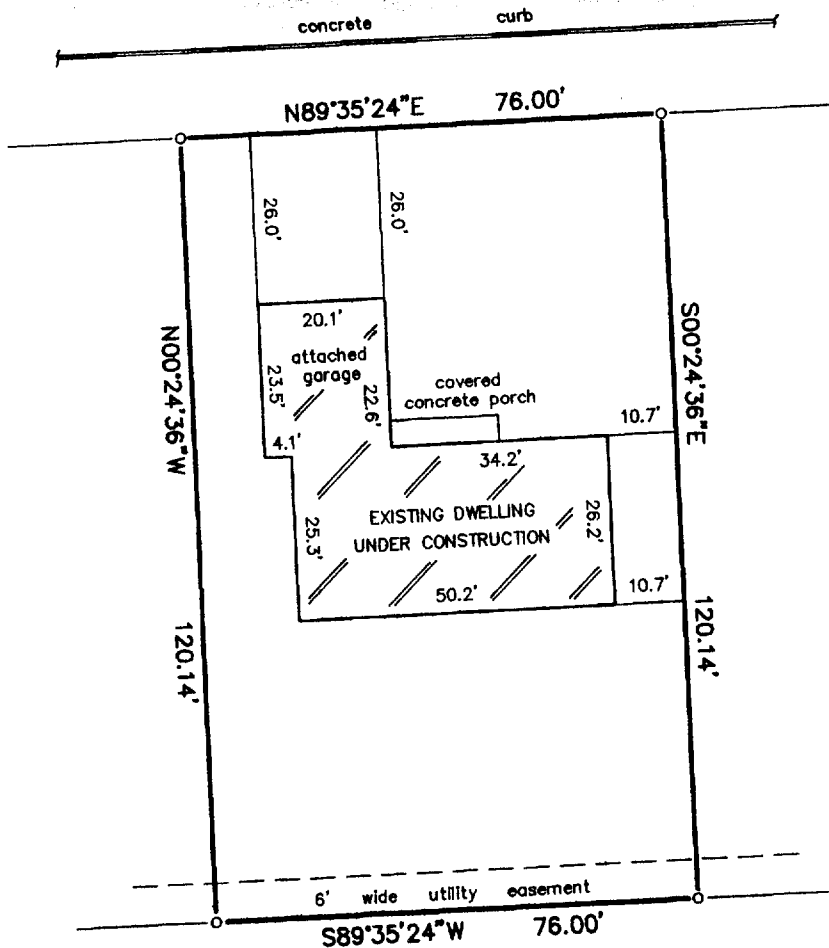 concrete curb
N89°35'24"E 76.00'
26.0'
26.0'
20.1'
attached
garage
23.5'
22.6'
4.1'
covered
concrete porch
10.7'
34.2'
N00°24'36"W
S00°24'36"E
EXISTING DWELLING
UNDER CONSTRUCTION
25.3'
26.2'
50.2'
10.7'
120.14'
120.14'
6' wide utility easement
S89°35'24"W 76.00'